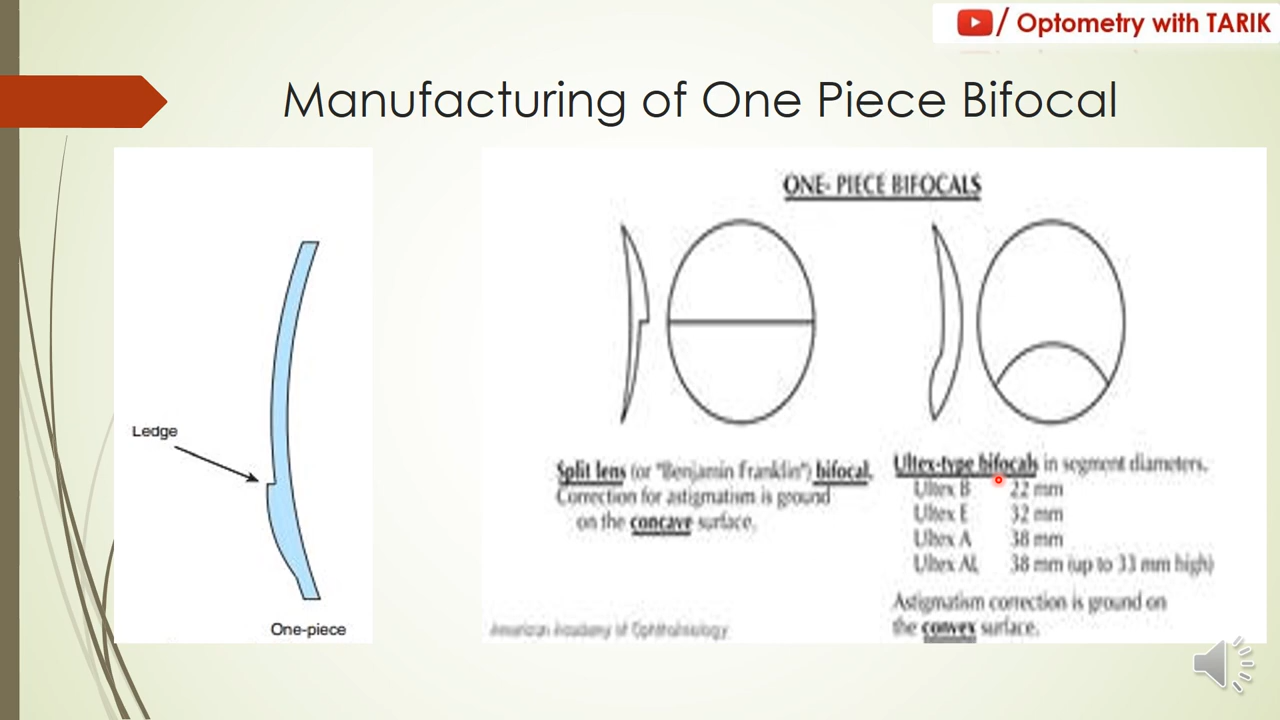 / Optometry with TARIK
Manufacturing of One Piece Bifocal
Ledge
One-piece
ONE- PIECE BIFOCALS
Split lens (or "Benjamin Franklin") bifocal.
Correction for astigmatism is ground
on the concave surface.
American Academy of Ophthalmology
Ultex-type bifocals in segment diameters.
Ultex B 22 mm
Ultex E 32 mm
Ultex A 38 mm
Ultex AL 38 mm (up to 33 mm high)
Astigmatism correction is ground on
the convex surface.